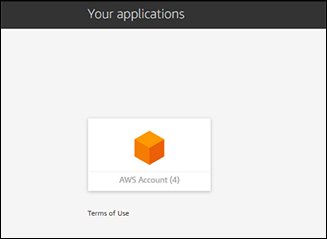 Your applications
AWS Account (4)
Terms of Use